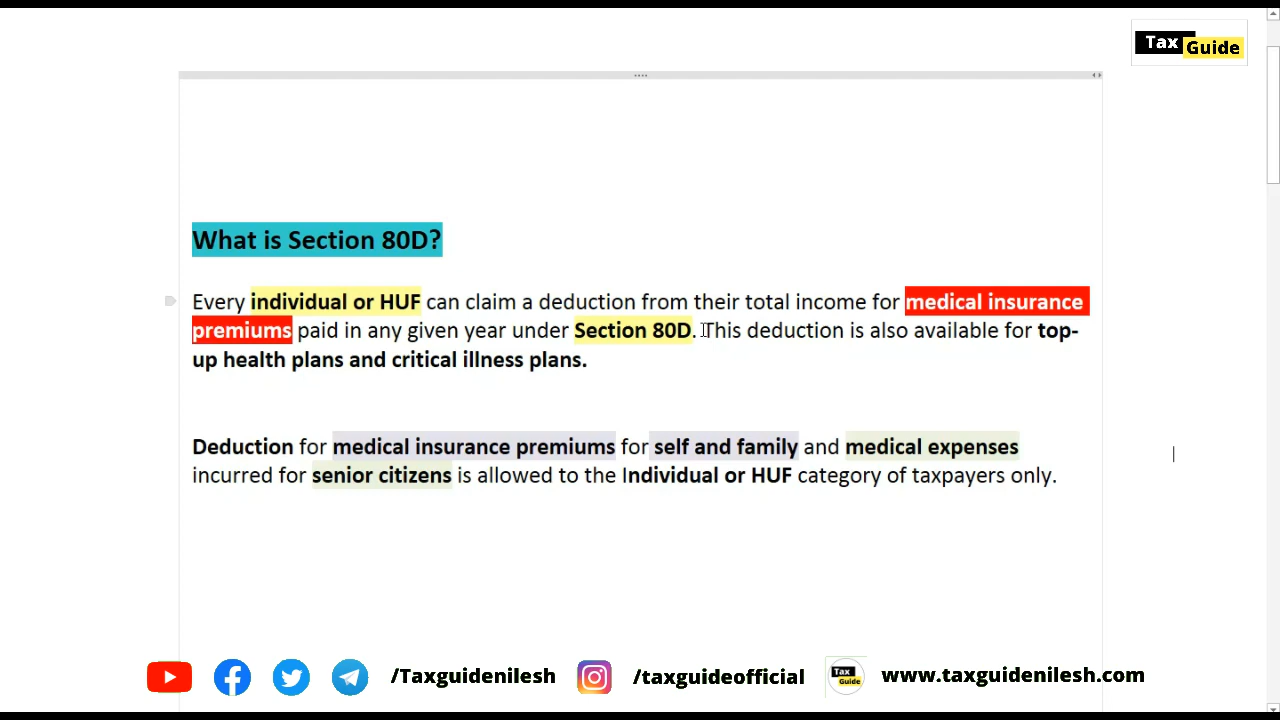 Tax Guide
What is Section 80D?
Every individual or HUF can claim a deduction from their total income for medical insurance
premiums paid in any given year under Section 80D. This deduction is also available for top-
up health plans and critical illness plans.
Deduction for medical insurance premiums for self and family and medical expenses
incurred for senior citizens is allowed to the Individual or HUF category of taxpayers only.
/Taxguidenilesh /taxguideofficial Tax Guide www.taxguidenilesh.com